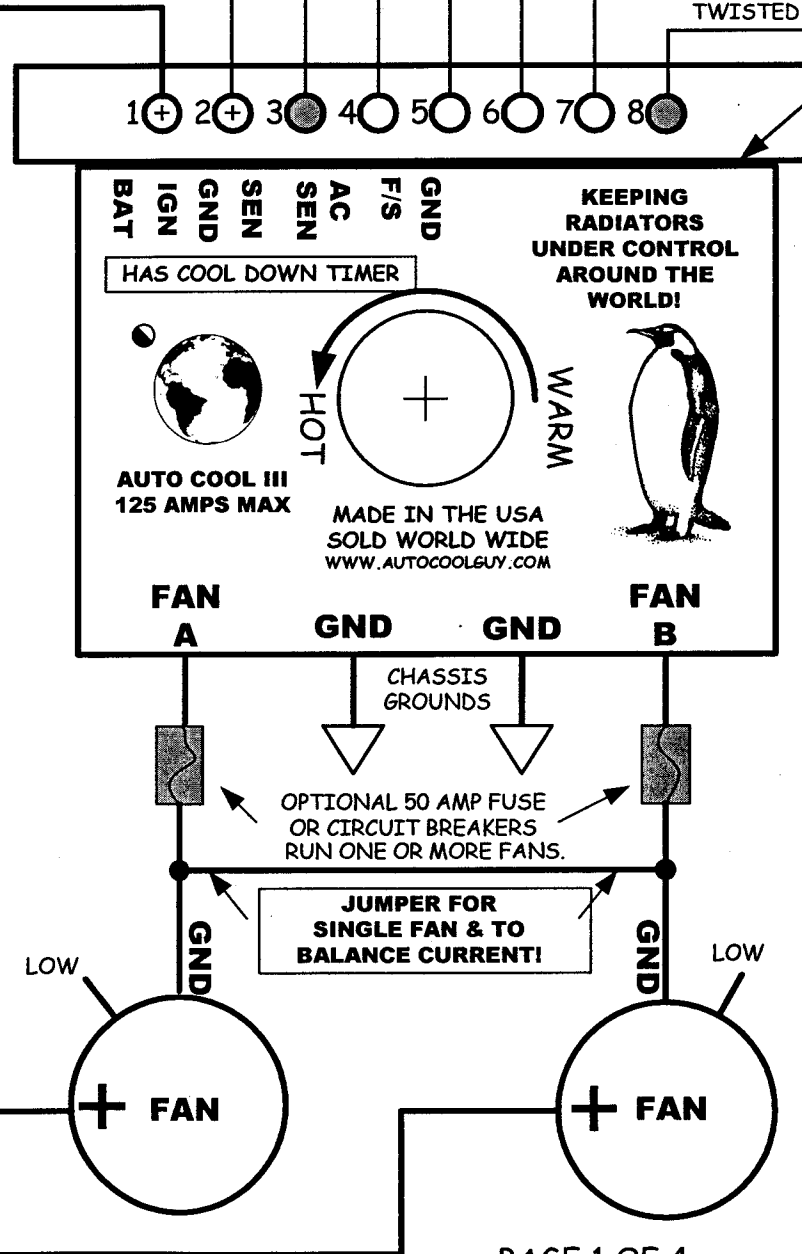 TWISTED
1 + 2 + 3 4 5 6 7 8
BAT
IGN
GND
SEN
SEN
AC
F/S
GND
KEEPING
RADIATORS
UNDER CONTROL
AROUND THE
WORLD!
HAS COOL DOWN TIMER
HOT
WARM
AUTO COOL III
125 AMPS MAX
MADE IN THE USA
SOLD WORLD WIDE
WWW.AUTOCOOLGUY.COM
FAN
A
GND
GND
FAN
B
CHASSIS
GROUNDS
OPTIONAL 50 AMP FUSE
OR CIRCUIT BREAKERS
RUN ONE OR MORE FANS.
JUMPER FOR
SINGLE FAN & TO
BALANCE CURRENT!
GND
GND
LOW
LOW
+ FAN
+ FAN
PAGE 1 OF 4